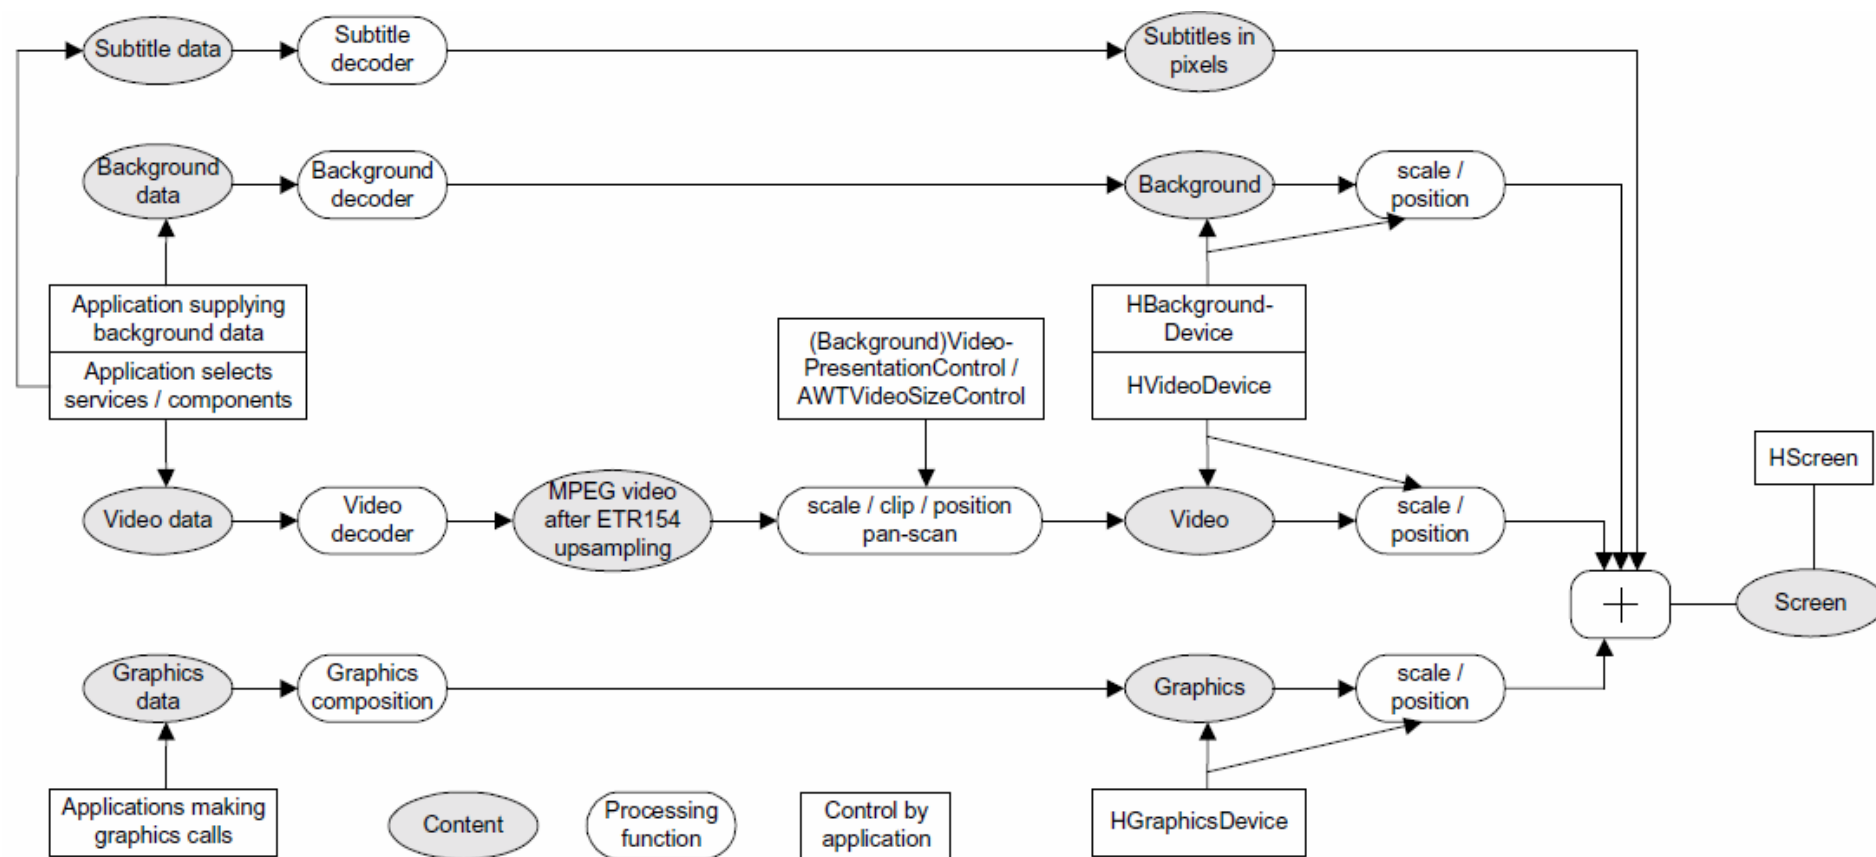 Subtitle data
Subtitle
decoder
Subtitles in
pixels
Background
data
Background
decoder
Background
scale /
position
Application supplying
background data
Application selects
services / components
(Background)Video-
PresentationControl /
AWTVideoSizeControl
HBackground-
Device
HVideoDevice
HScreen
Video data
Video
decoder
MPEG video
after ETR154
upsampling
scale / clip / position
pan-scan
Video
scale /
position
+
Screen
Graphics
data
Graphics
composition
Graphics
scale /
position
Applications making
graphics calls
Content
Processing
function
Control by
application
HGraphicsDevice